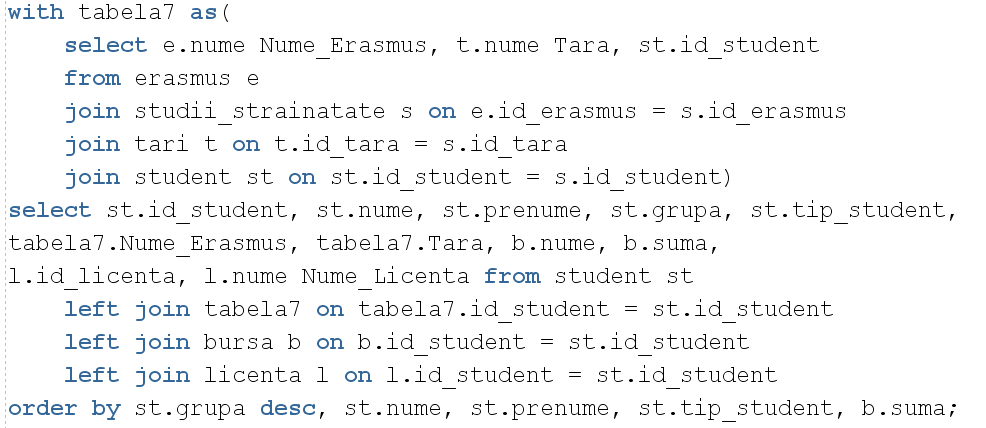 with tabela7 as(
select e.nume Nume_Erasmus, t.nume Tara, st.id_student
from erasmus e
join studii_strainatate s on e.id_erasmus = s.id_erasmus
join tari t on t.id_tara = s.id_tara
join student st on st.id_student = s.id_student)
select st.id_student, st.nume, st.prenume, st.grupa, st.tip_student,
tabela7.Nume_Erasmus, tabela7.Tara, b.nume, b.suma,
l.id_licenta, l.nume Nume_Licenta from student st
left join tabela7 on tabela7.id_student = st.id_student
left join bursa b on b.id_student = st.id_student
left join licenta l on l.id_student = st.id_student
order by st.grupa desc, st.nume, st.prenume, st.tip_student, b.suma;